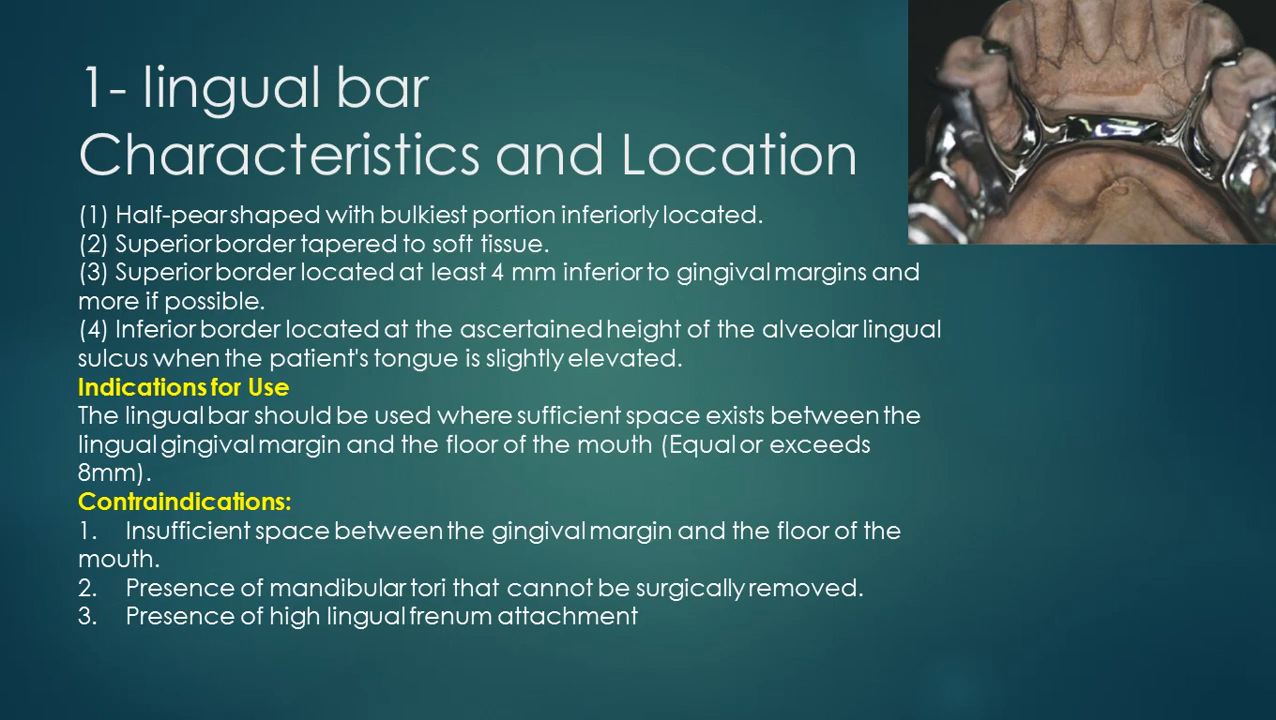 1- lingual bar
Characteristics and Location
(1) Half-pear shaped with bulkiest portion inferiorly located.
(2) Superior border tapered to soft tissue.
(3) Superior border located at least 4 mm inferior to gingival margins and
more if possible.
(4) Inferior border located at the ascertained height of the alveolar lingual
sulcus when the patient's tongue is slightly elevated.
Indications for Use
The lingual bar should be used where sufficient space exists between the
lingual gingival margin and the floor of the mouth (Equal or exceeds
8mm).
Contraindications:
1. Insufficient space between the gingival margin and the floor of the
mouth.
2. Presence of mandibular tori that cannot be surgically removed.
3. Presence of high lingual frenum attachment